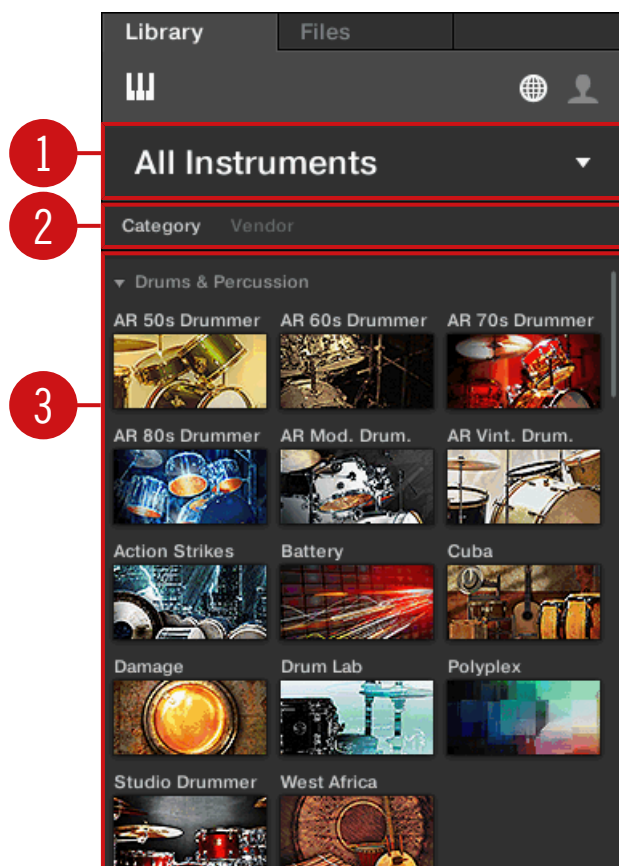 Library Files
1
All Instruments
2
Category Vendor
3
Drums & Percussion
AR 50s Drummer AR 60s Drummer AR 70s Drummer
AR 80s Drummer AR Mod. Drum. AR Vint. Drum.
Action Strikes Battery Cuba
Damage Drum Lab Polyplex
Studio Drummer West Africa